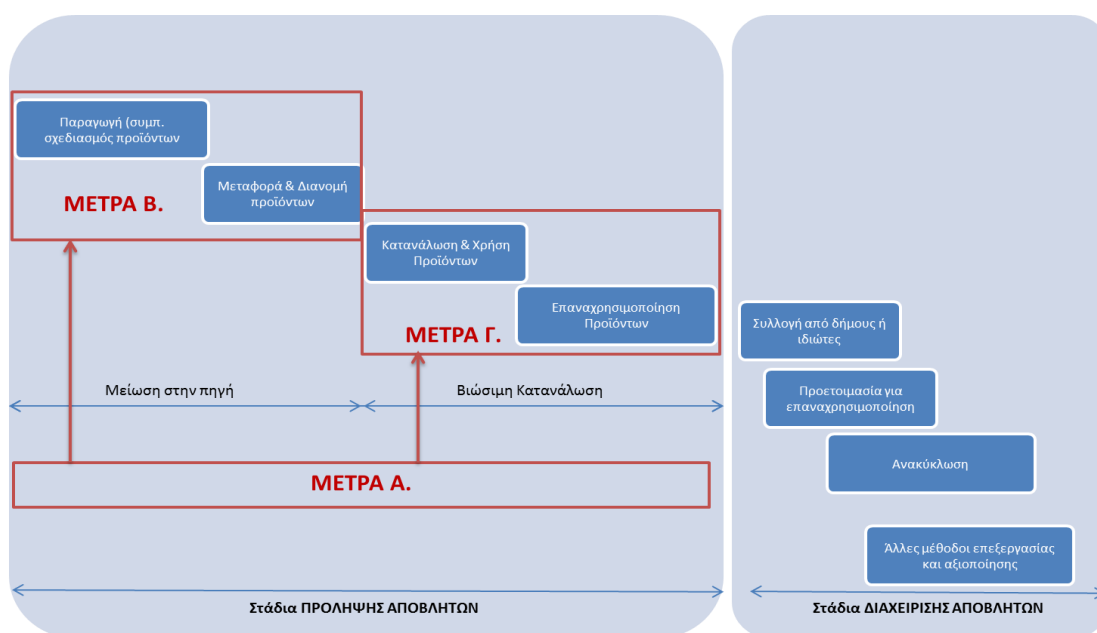 Παραγωγή (συμπ.
σχεδιασμός προϊόντων
Μεταφορά & Διανομή
προϊόντων
ΜΕΤΡΑ Β.
Κατανάλωση & Χρήση
Προϊόντων
Επαναχρησιμοποίηση
Προϊόντων
ΜΕΤΡΑ Γ.
Μείωση στην πηγή
Βιώσιμη Κατανάλωση
ΜΕΤΡΑ Α.
Στάδια ΠΡΟΛΗΨΗΣ ΑΠΟΒΛΗΤΩΝ
Συλλογή από δήμους ή
ιδιώτες
Προετοιμασία για
επαναχρησιμοποίηση
Ανακύκλωση
Άλλες μέθοδοι επεξεργασίας
και αξιοποίησης
Στάδια ΔΙΑΧΕΙΡΙΣΗΣ ΑΠΟΒΛΗΤΩΝ